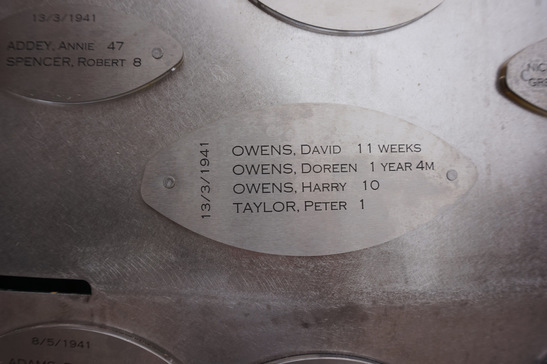 13/3/1941
ADDEY, ANNIE 47
SPENCER, ROBERT 8
13/3/1941
OWENS, DAVID 11 WEEKS
OWENS, DOREEN 1 YEAR 4M
OWENS, HARRY 10
TAYLOR, PETER 1
8/5/1941